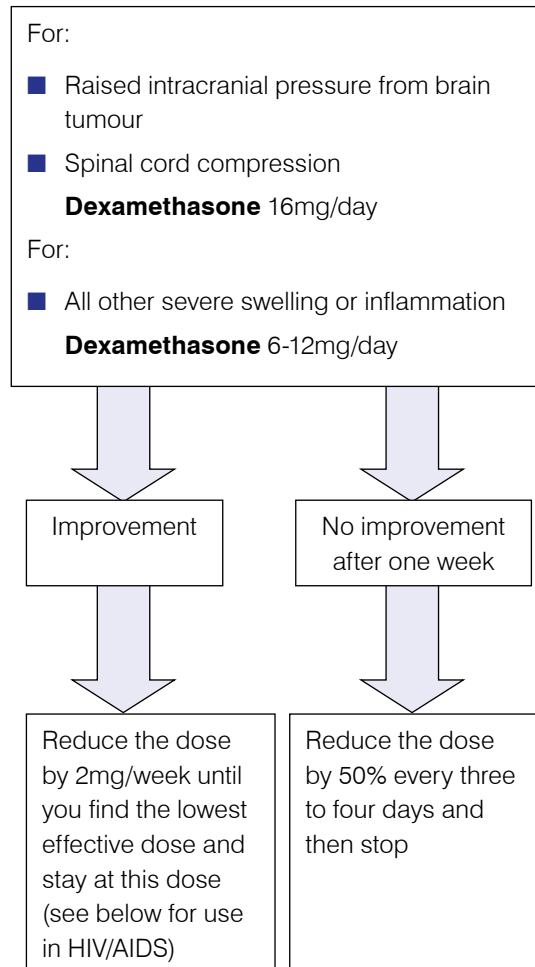 For:
Raised intracranial pressure from brain
tumour
Spinal cord compression
Dexamethasone 16mg/day
For:
All other severe swelling or inflammation
Dexamethasone 6-12mg/day
Improvement
No improvement
after one week
Reduce the dose
by 2mg/week until
you find the lowest
effective dose and
stay at this dose
(see below for use
in HIV/AIDS)
Reduce the dose
by 50% every three
to four days and
then stop